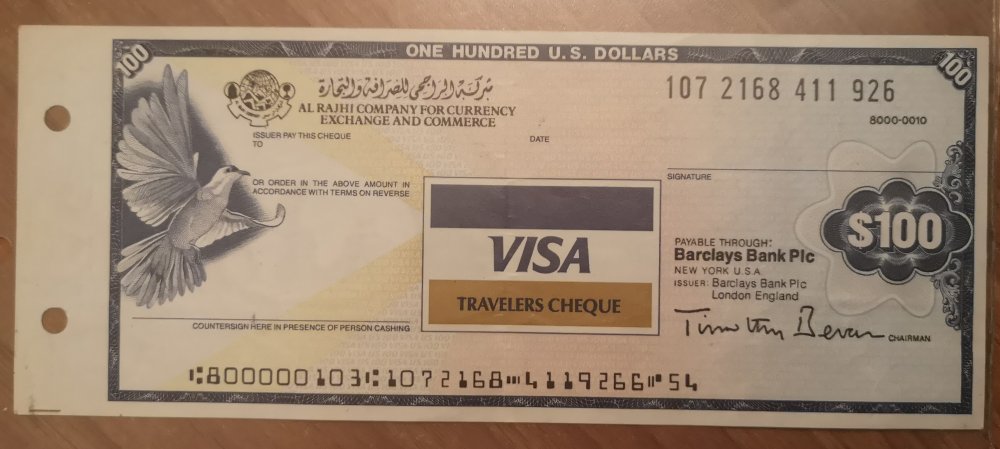 ONE HUNDRED U.S. DOLLARS
100
100
شركة الراجحي للصرافة والتجارة
AL RAJHI COMPANY FOR CURRENCY
EXCHANGE AND COMMERCE
107 2168 411 926
8000-0010
ISSUER PAY THIS CHEQUE
TO
DATE
SIGNATURE
OR ORDER IN THE ABOVE AMOUNT IN
ACCORDANCE WITH TERMS ON REVERSE
VISA
TRAVELERS CHEQUE
$100
PAYABLE THROUGH:
Barclays Bank Plc
NEW YORK U.S.A.
ISSUER: Barclays Bank Plc
London England
Timothy Bevan
CHAIRMAN
COUNTERSIGN HERE IN PRESENCE OF PERSON CASHING
⑆800000103⑆1072168⑉4119266⑈54